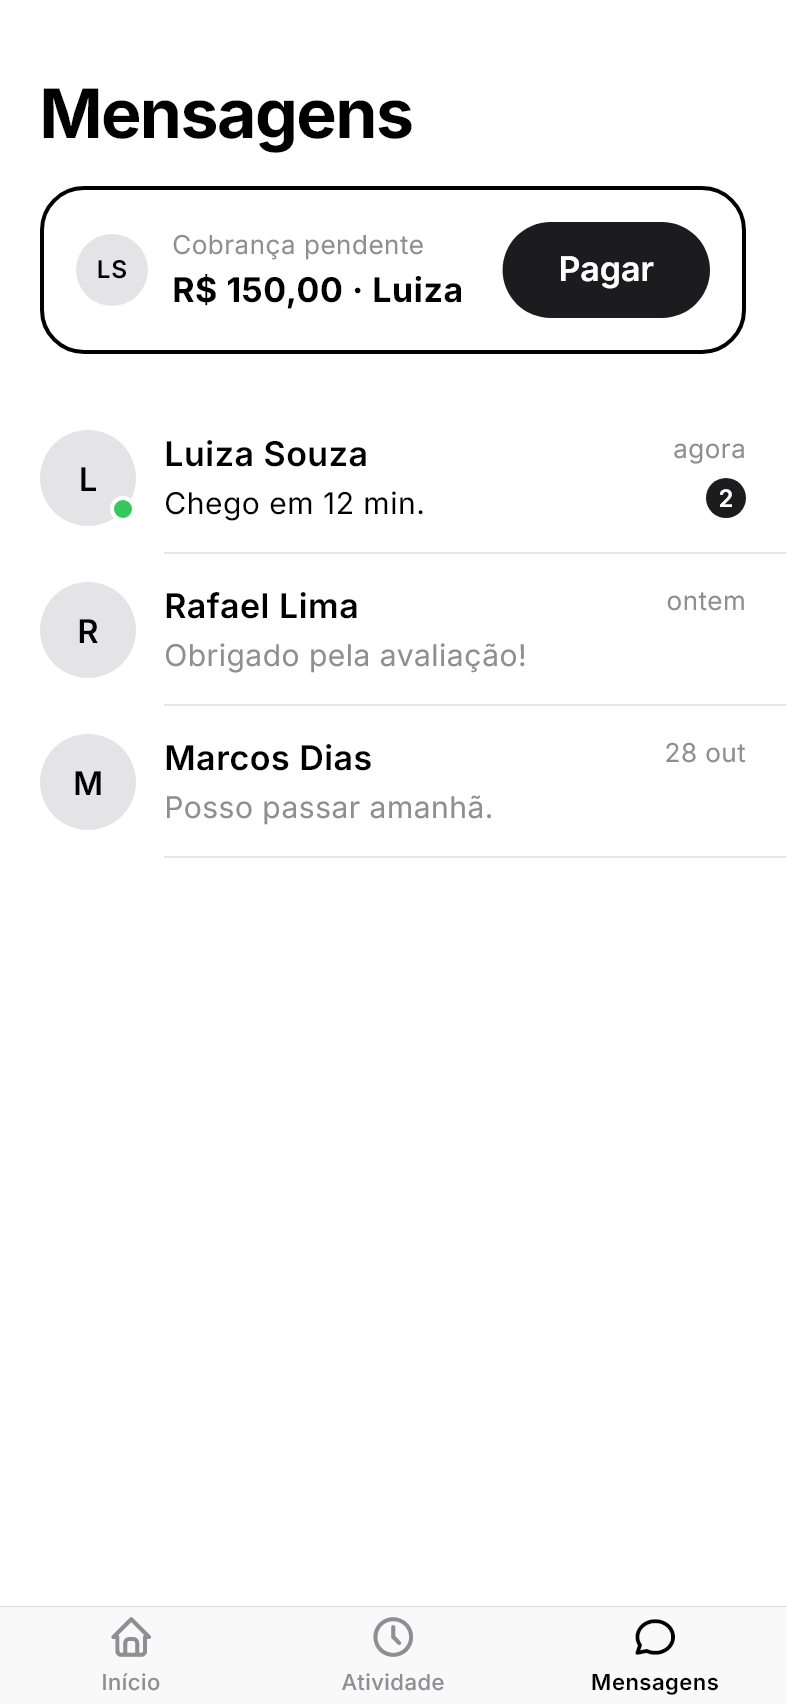 Mensagens
LS
Cobrança pendente
R$ 150,00 · Luiza
Pagar
L
Luiza Souza
agora
Chego em 12 min.
2
R
Rafael Lima
ontem
Obrigado pela avaliação!
M
Marcos Dias
28 out
Posso passar amanhã.
Início
Atividade
Mensagens